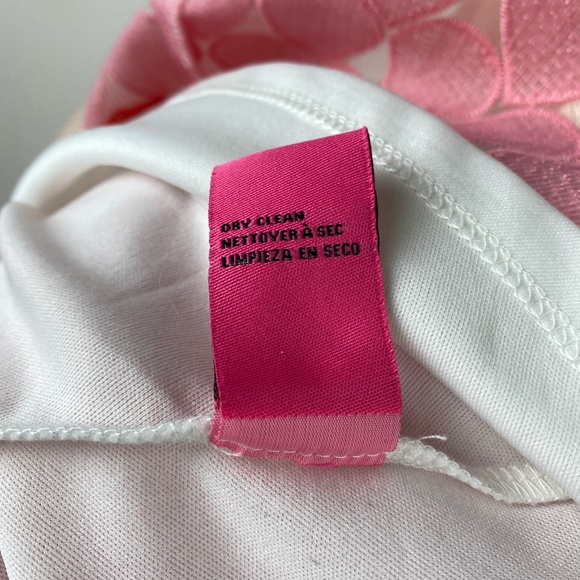 DRY CLEAN
NETTOYER À SEC
LIMPIEZA EN SECO